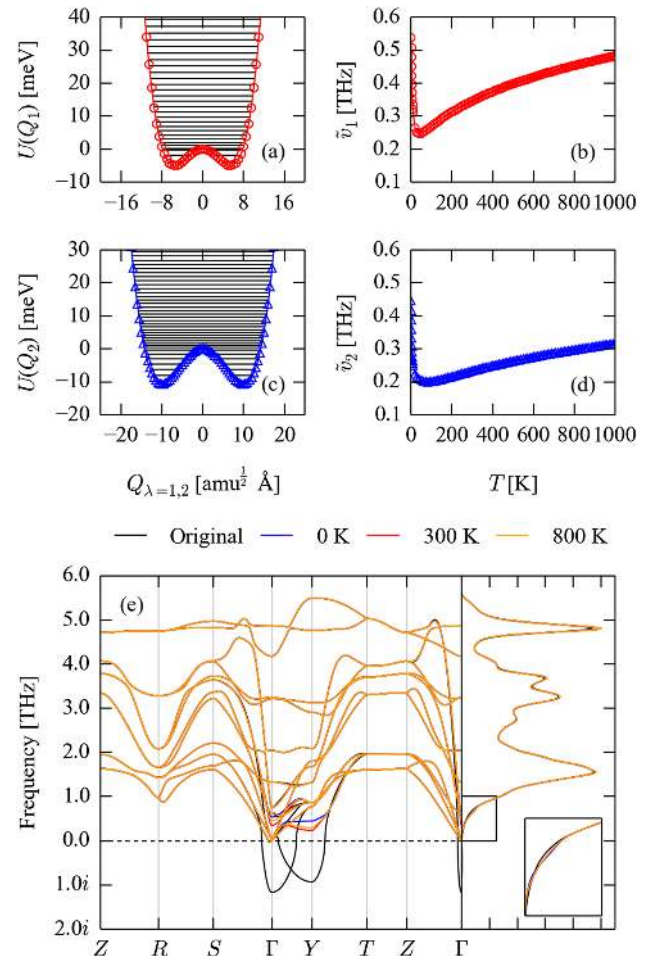 U(Q₁) [meV]
40
30
20
10
0
−10
(a)
−16 −8 0 8 16
ṽ₁ [THz]
0.6
0.5
0.4
0.3
0.2
0.1
(b)
0 200 400 600 800 1000
U(Q₂) [meV]
30
20
10
0
−10
−20
(c)
−20 −10 0 10 20
Q_λ=1,2 [amu^½ Å]
ṽ₂ [THz]
0.6
0.5
0.4
0.3
0.2
0.1
(d)
0 200 400 600 800 1000
T [K]
Original 0 K 300 K 800 K
Frequency [THz]
6.0
5.0
4.0
3.0
2.0
1.0
0.0
1.0i
2.0i
(e)
Z R S Γ Y T Z Γ